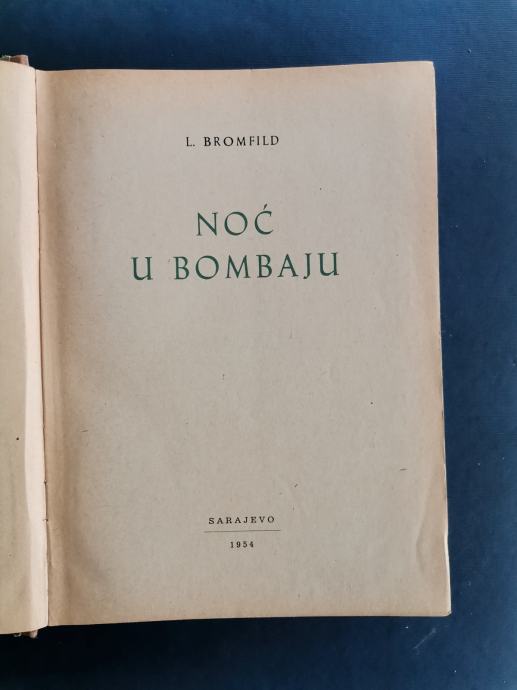 L. BROMFILD
NOĆ
U BOMBAJU
SARAJEVO
1954